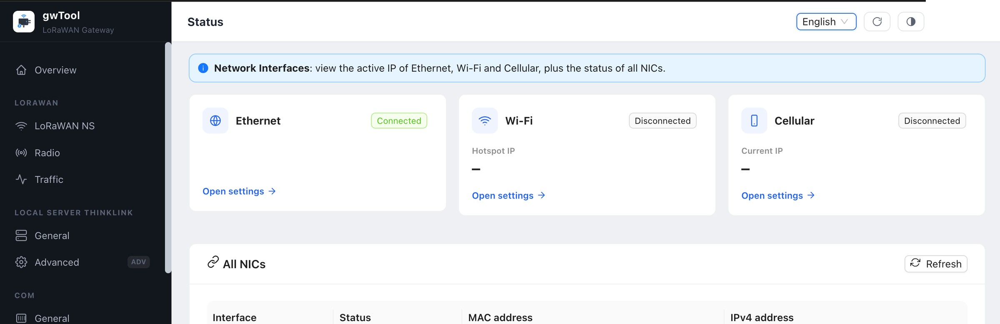 gwTool
LoRaWAN Gateway
Overview
LORAWAN
LoRaWAN NS
Radio
Traffic
LOCAL SERVER THINKLINK
General
Advanced ADV
COM
General
Status
English
Network Interfaces: view the active IP of Ethernet, Wi-Fi and Cellular, plus the status of all NICs.
Ethernet Connected
Open settings →
Wi-Fi Disconnected
Hotspot IP
–
Open settings →
Cellular Disconnected
Current IP
–
Open settings →
All NICs Refresh
Interface Status MAC address IPv4 address